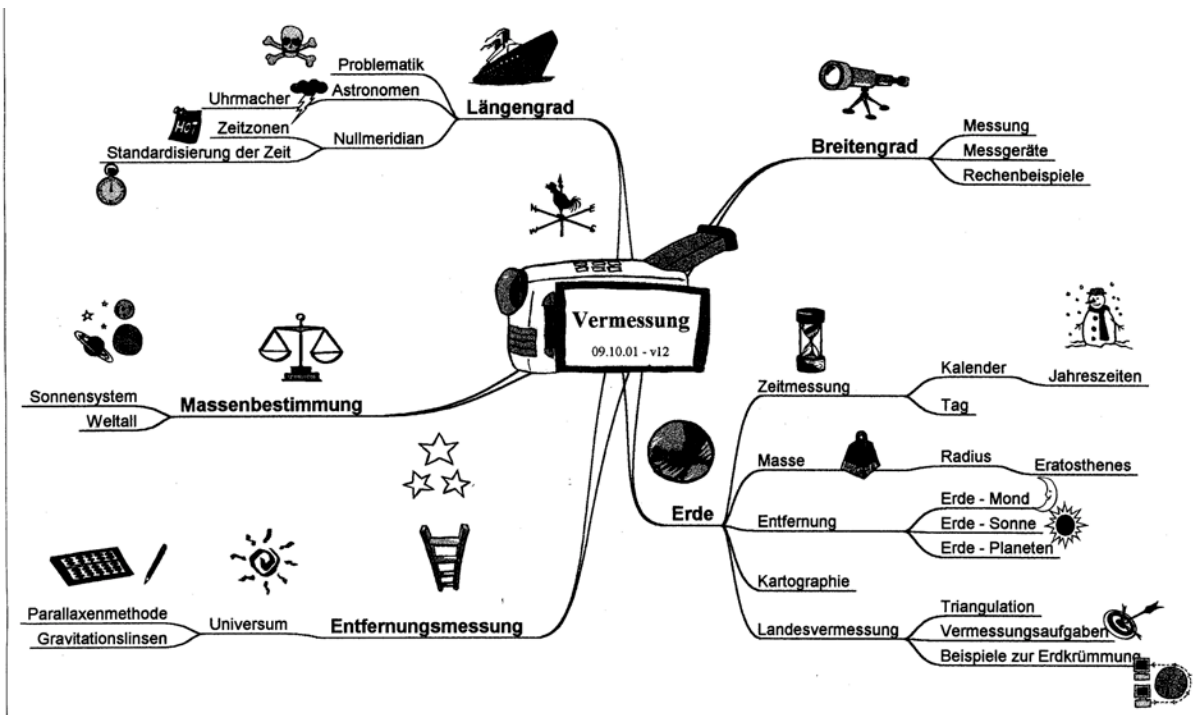 Problematik
Uhrmacher
Astronomen
HOT
Zeitzonen
Nullmeridian
Standardisierung der Zeit
Längengrad
Breitengrad
Messung
Messgeräte
Rechenbeispiele
N
E
W
S
Vermessung
09.10.01 - v12
Sonnensystem
Weltall
Massenbestimmung
Zeitmessung
Kalender
Jahreszeiten
Tag
Masse
Radius
Eratosthenes
Erde
Entfernung
Erde - Mond
Erde - Sonne
Erde - Planeten
Kartographie
Landesvermessung
Triangulation
Vermessungsaufgaben
Beispiele zur Erdkrümmung
Parallaxenmethode
Gravitationslinsen
Universum
Entfernungsmessung